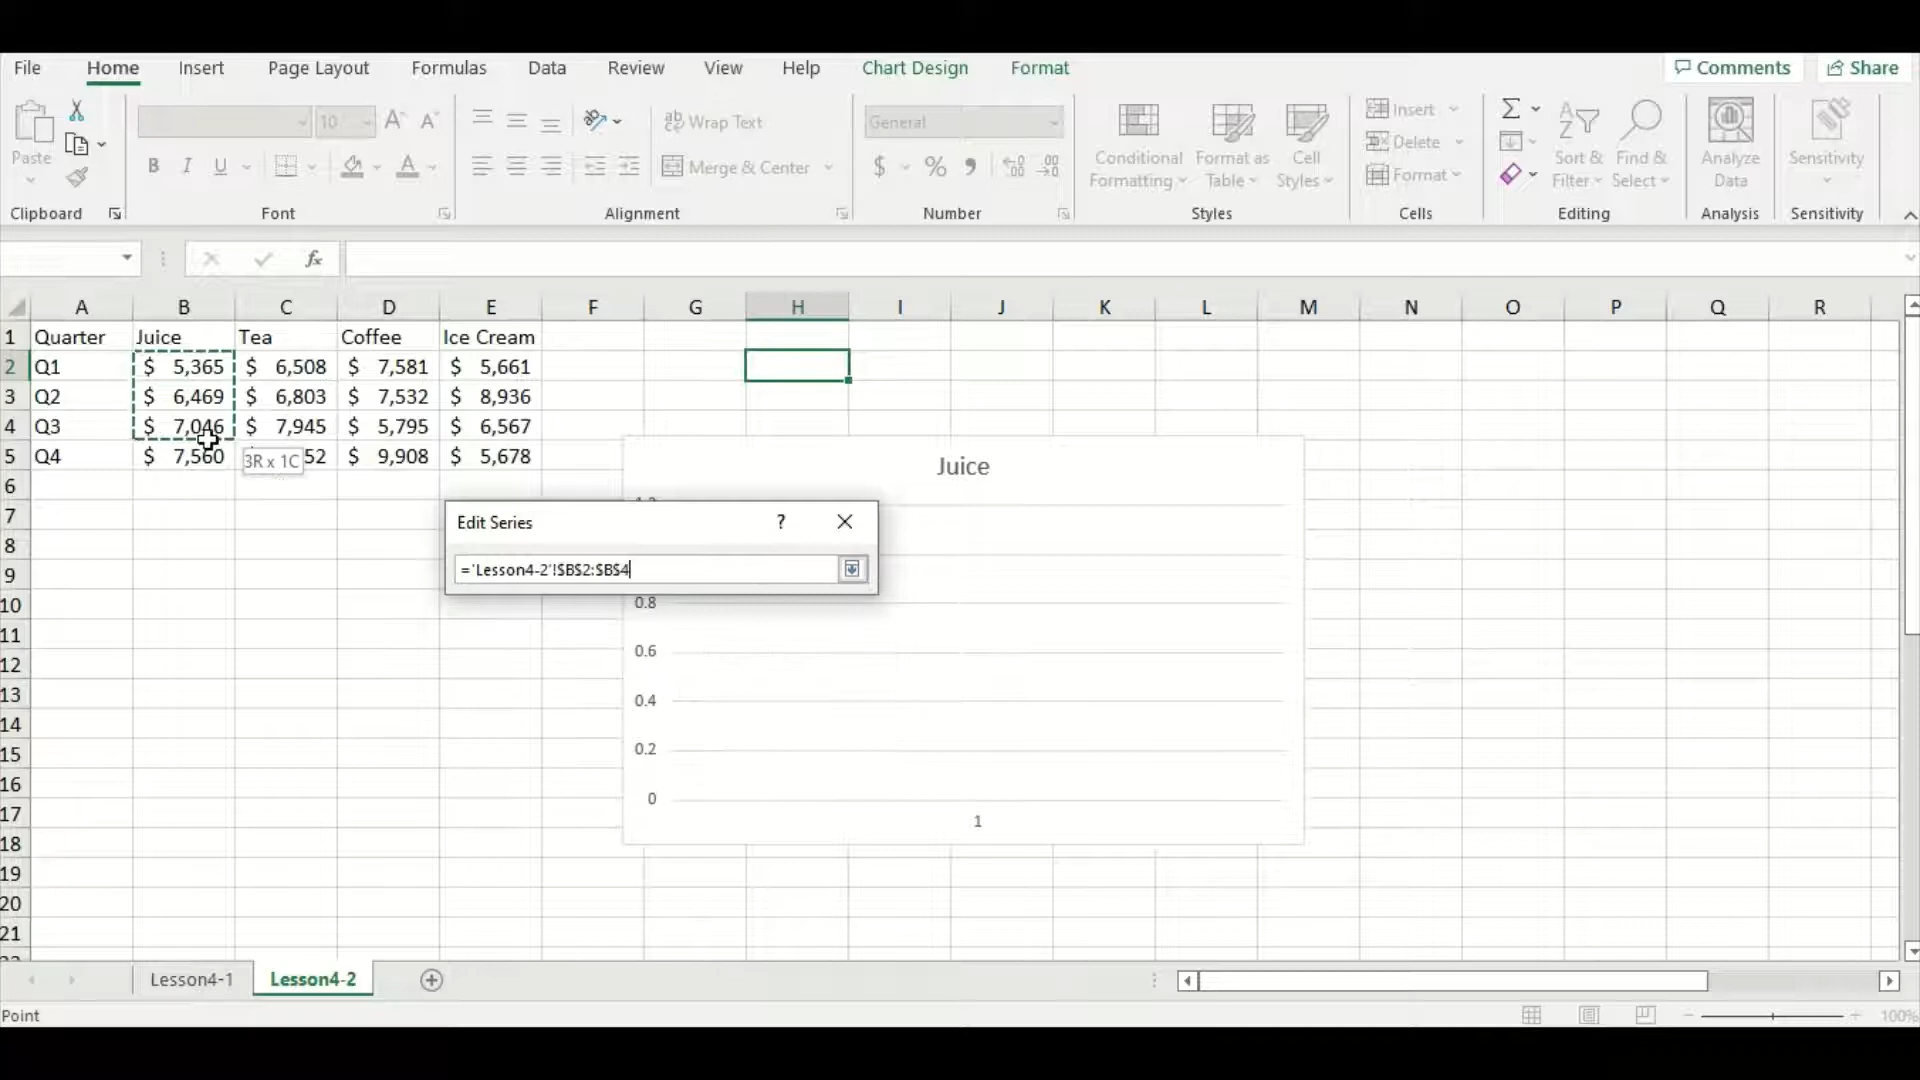 File Home Insert Page Layout Formulas Data Review View Help Chart Design Format Comments Share
10 A A ab Wrap Text General Insert Σ
Paste Conditional Format as Cell Delete Sort & Find & Analyze Sensitivity
B I U A Merge & Center $ % Formatting Table Styles Format Filter Select Data
Clipboard Font Alignment Number Styles Cells Editing Analysis Sensitivity
fx
A B C D E F G H I J K L M N O P Q R
1 Quarter Juice Tea Coffee Ice Cream
2 Q1 $ 5,365 $ 6,508 $ 7,581 $ 5,661
3 Q2 $ 6,469 $ 6,803 $ 7,532 $ 8,936
4 Q3 $ 7,046 $ 7,945 $ 5,795 $ 6,567
5 Q4 $ 7,560 3R x 1C 52 $ 9,908 $ 5,678
Juice
6
7
Edit Series ?
8
9
='Lesson4-2'!$B$2:$B$4
10 0.8
11
12 0.6
13
0.4
14
15 0.2
16
0
17
1
18
19
20
21
Lesson4-1 Lesson4-2
Point 100%